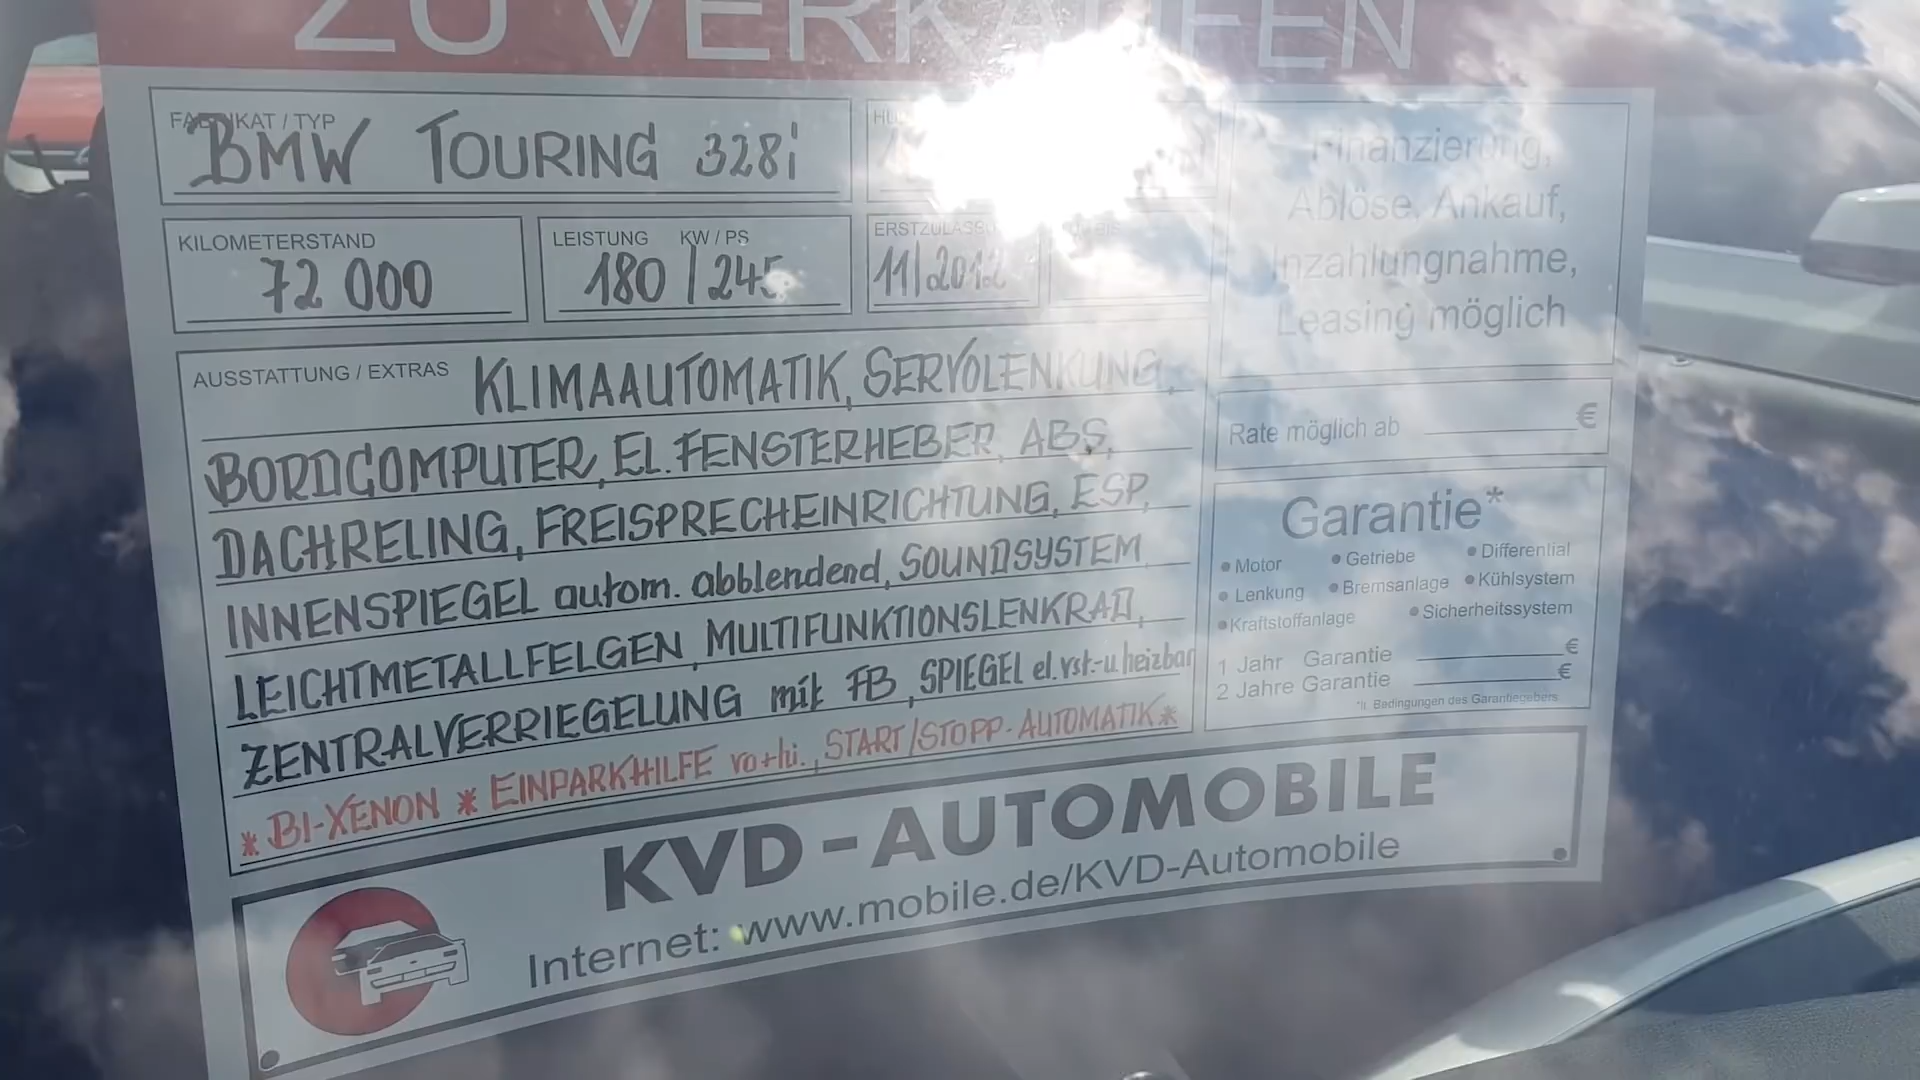 ZU VERKAUFEN
FABRIKAT / TYP
BMW TOURING 328i
KILOMETERSTAND
72 000
LEISTUNG KW / PS
180 / 245
11/2012
AUSSTATTUNG / EXTRAS KLIMAAUTOMATIK, SERVOLENKUNG,
BORDCOMPUTER, EL. FENSTERHEBER, ABS,
DACHRELING, FREISPRECHEINRICHTUNG, ESP,
INNENSPIEGEL autom. abblendend, SOUNDSYSTEM
LEICHTMETALLFELGEN, MULTIFUNKTIONSLENKRAD,
ZENTRALVERRIEGELUNG mit FB, SPIEGEL el. vst.-u. heizbar
* BI-XENON * EINPARKHILFE vo+hi., START/STOPP-AUTOMATIK *
Finanzierung,
Ablöse, Ankauf,
Inzahlungnahme,
Leasing möglich
Rate möglich ab €
Garantie*
• Motor • Getriebe • Differential
• Lenkung • Bremsanlage • Kühlsystem
• Kraftstoffanlage • Sicherheitssystem
1 Jahr Garantie €
2 Jahre Garantie €
*lt. Bedingungen des Garantiegebers
KVD-AUTOMOBILE
Internet: www.mobile.de/KVD-Automobile